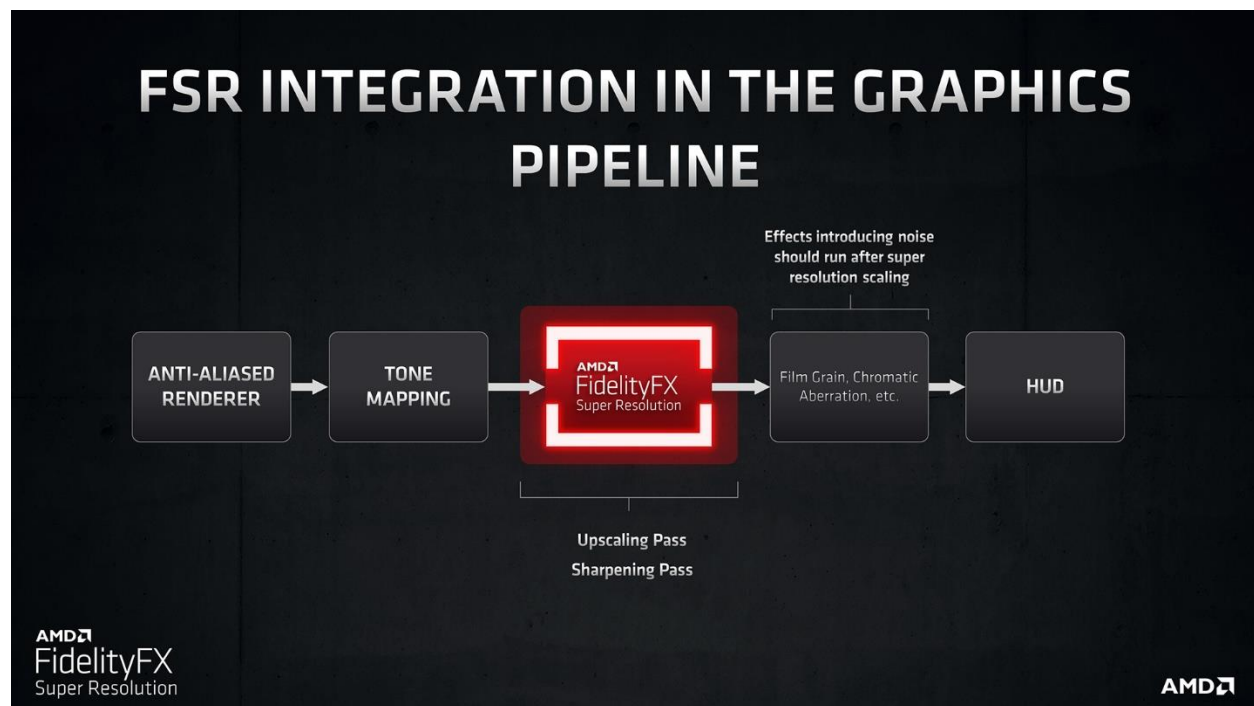 FSR INTEGRATION IN THE GRAPHICS
PIPELINE
Effects introducing noise
should run after super
resolution scaling
ANTI-ALIASED
RENDERER
TONE
MAPPING
AMD
FidelityFX
Super Resolution
Film Grain, Chromatic
Aberration, etc.
HUD
Upscaling Pass
Sharpening Pass
AMD
FidelityFX
Super Resolution
AMD